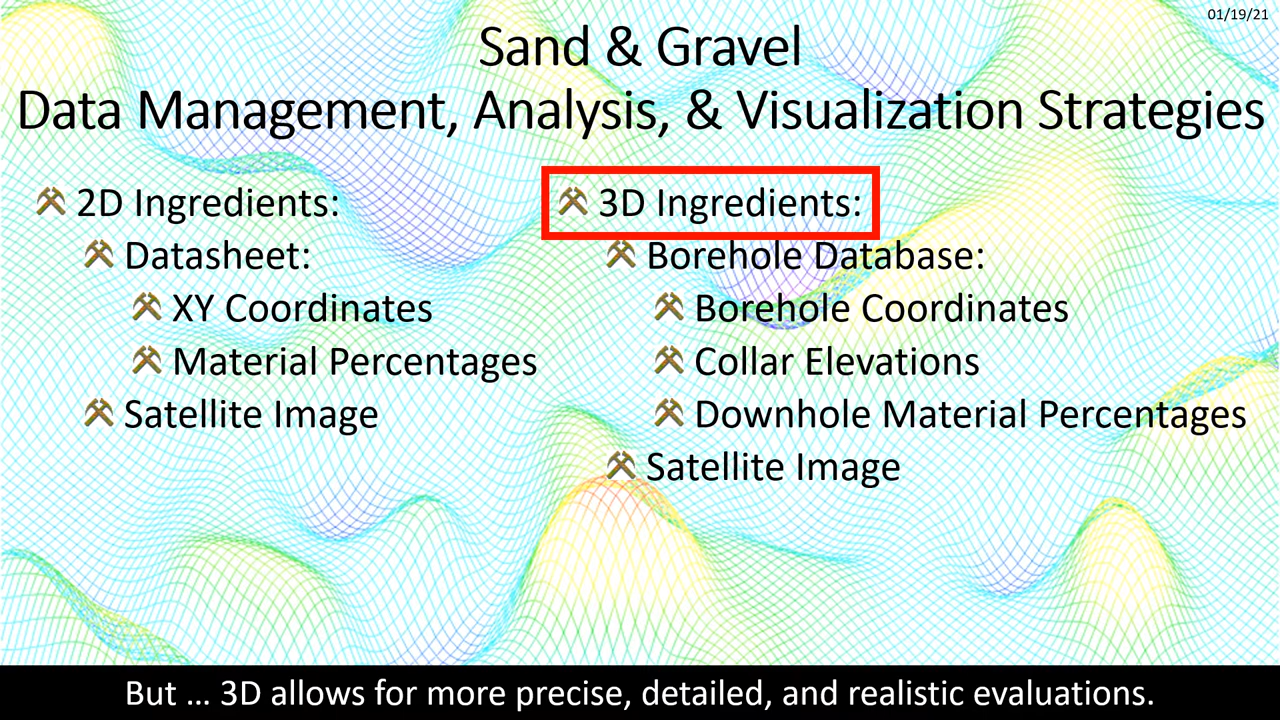 01/19/21
Sand & Gravel
Data Management, Analysis, & Visualization Strategies
2D Ingredients:
Datasheet:
XY Coordinates
Material Percentages
Satellite Image
3D Ingredients:
Borehole Database:
Borehole Coordinates
Collar Elevations
Downhole Material Percentages
Satellite Image
But ... 3D allows for more precise, detailed, and realistic evaluations.